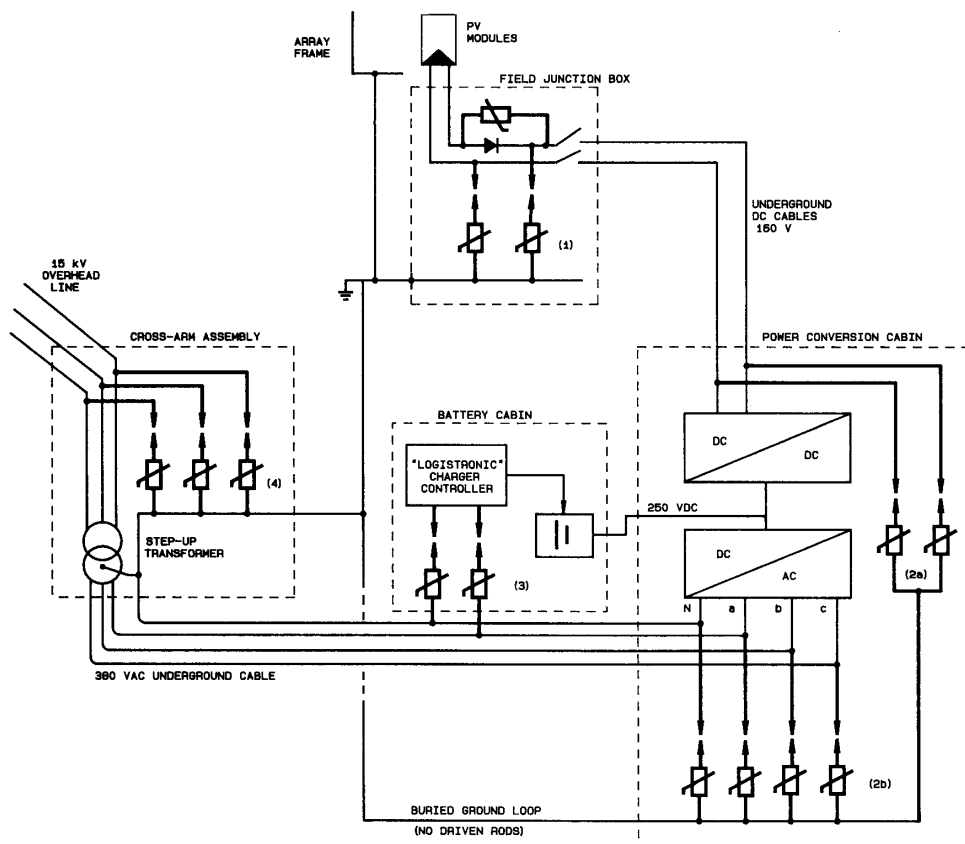 PV
MODULES
ARRAY
FRAME
FIELD JUNCTION BOX
(1)
UNDERGROUND
DC CABLES
160 V
15 kV
OVERHEAD
LINE
CROSS-ARM ASSEMBLY
(4)
STEP-UP
TRANSFORMER
BATTERY CABIN
"LOGISTRONIC"
CHARGER
CONTROLLER
(3)
POWER CONVERSION CABIN
DC
DC
250 VDC
DC
AC
N
a
b
c
(2a)
380 VAC UNDERGROUND CABLE
(2b)
BURIED GROUND LOOP
(NO DRIVEN RODS)